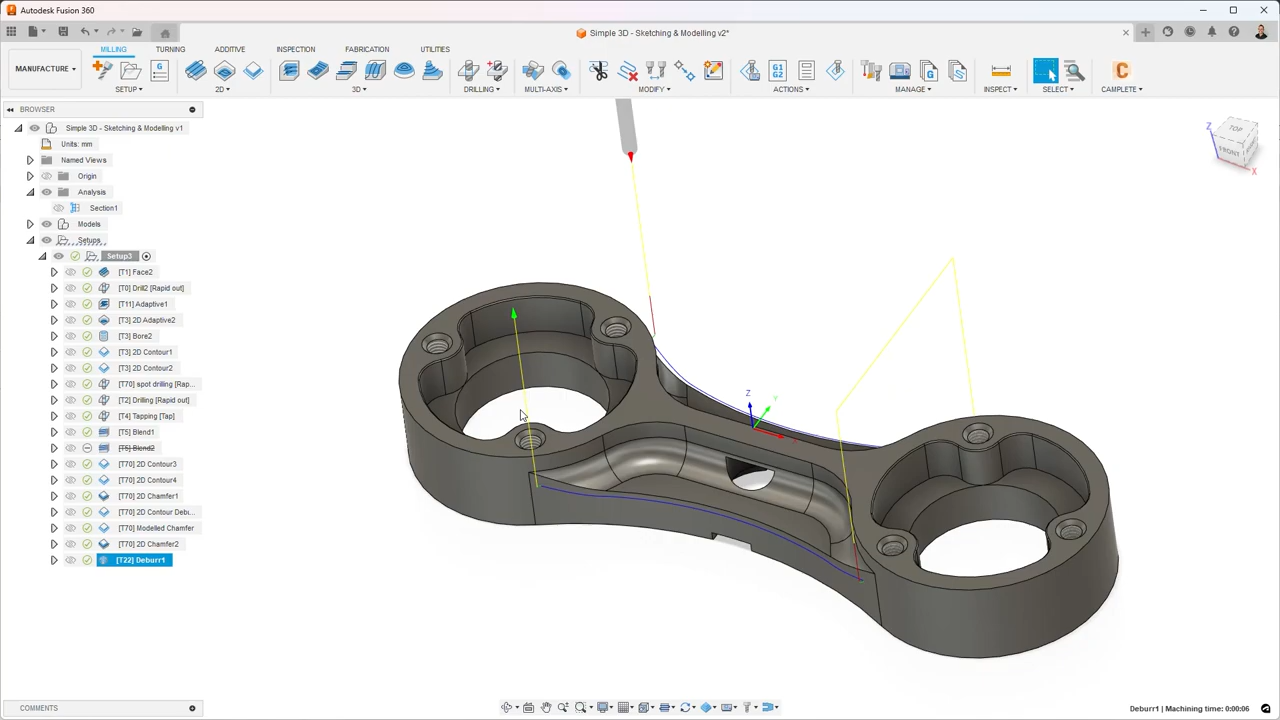 Autodesk Fusion 360
Simple 3D - Sketching & Modelling v2*
MILLING TURNING ADDITIVE INSPECTION FABRICATION UTILITIES
MANUFACTURE
SETUP 2D 3D DRILLING MULTI-AXIS MODIFY ACTIONS MANAGE INSPECT SELECT CAMPLETE
G1
G2
G
C
BROWSER
Simple 3D - Sketching & Modelling v1
Units: mm
Named Views
Origin
Analysis
Section1
Models
Setups
Setup3
[T1] Face2
[T0] Drill2 [Rapid out]
[T11] Adaptive1
[T3] 2D Adaptive2
[T3] Bore2
[T3] 2D Contour1
[T3] 2D Contour2
[T70] spot drilling [Rap...
[T2] Drilling [Rapid out]
[T4] Tapping [Tap]
[T5] Blend1
[T5] Blend2
[T70] 2D Contour3
[T70] 2D Contour4
[T70] 2D Chamfer1
[T70] 2D Contour Debu...
[T70] Modelled Chamfer
[T70] 2D Chamfer2
[T22] Deburr1
TOP
FRONT
Z
X
Z
Y
COMMENTS
Deburr1 | Machining time: 0:00:06